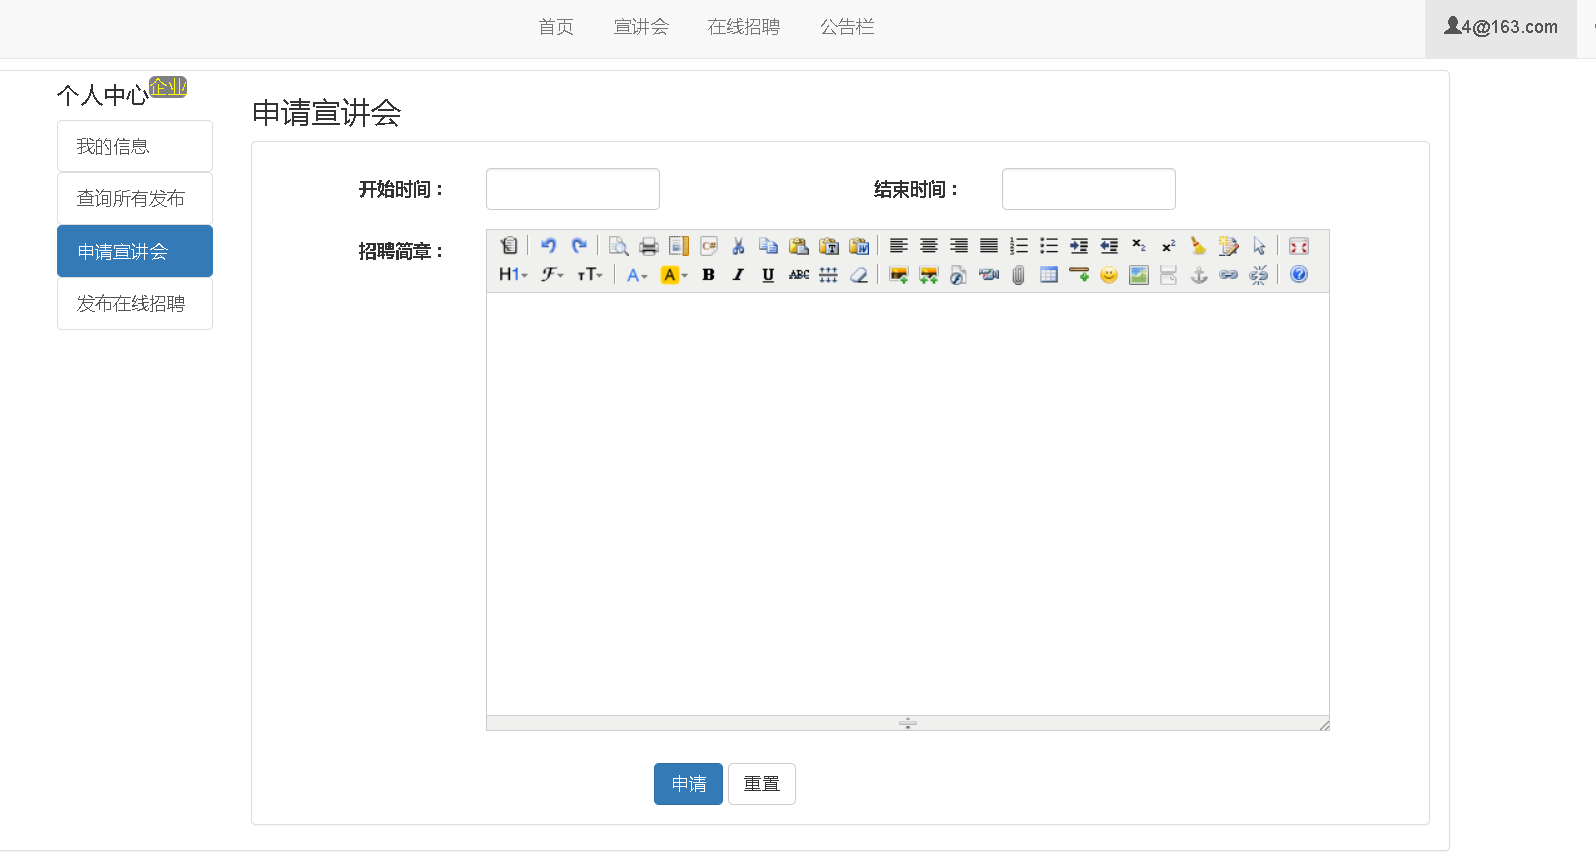 首页 宣讲会 在线招聘 公告栏 4@163.com
个人中心企业
申请宣讲会
我的信息
查询所有发布
申请宣讲会
发布在线招聘
开始时间： 结束时间：
招聘简章：
申请 重置